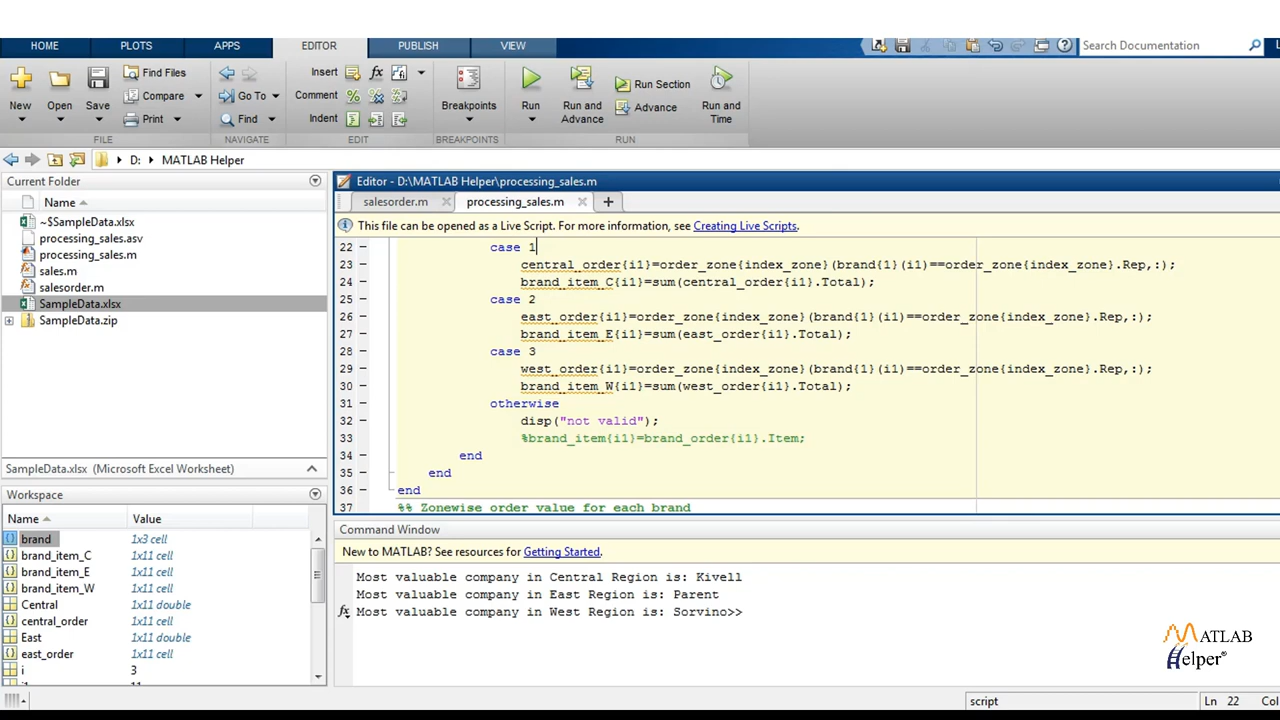 HOME PLOTS APPS EDITOR PUBLISH VIEW Search Documentation
New Open Save Find Files Compare Print Go To Find Insert fx Comment Indent Breakpoints Run Run and Advance Run Section Advance Run and Time
FILE NAVIGATE EDIT BREAKPOINTS RUN
D: MATLAB Helper
Current Folder
Name
~$SampleData.xlsx
processing_sales.asv
processing_sales.m
sales.m
salesorder.m
SampleData.xlsx
SampleData.zip
SampleData.xlsx (Microsoft Excel Worksheet)
Workspace
Name Value
brand 1x3 cell
brand_item_C 1x11 cell
brand_item_E 1x11 cell
brand_item_W 1x11 cell
Central 1x11 double
central_order 1x11 cell
East 1x11 double
east_order 1x11 cell
i 3
Editor - D:\MATLAB Helper\processing_sales.m
salesorder.m processing_sales.m
This file can be opened as a Live Script. For more information, see Creating Live Scripts.
22 case 1
23 central_order{i1}=order_zone{index_zone}(brand{1}(i1)==order_zone{index_zone}.Rep,:);
24 brand_item_C{i1}=sum(central_order{i1}.Total);
25 case 2
26 east_order{i1}=order_zone{index_zone}(brand{1}(i1)==order_zone{index_zone}.Rep,:);
27 brand_item_E{i1}=sum(east_order{i1}.Total);
28 case 3
29 west_order{i1}=order_zone{index_zone}(brand{1}(i1)==order_zone{index_zone}.Rep,:);
30 brand_item_W{i1}=sum(west_order{i1}.Total);
31 otherwise
32 disp("not valid");
33 %brand_item{i1}=brand_order{i1}.Item;
34 end
35 end
36 end
37 %% Zonewise order value for each brand
Command Window
New to MATLAB? See resources for Getting Started.
Most valuable company in Central Region is: Kivell
Most valuable company in East Region is: Parent
fx Most valuable company in West Region is: Sorvino>>
MATLAB
Helper®
script Ln 22 Col